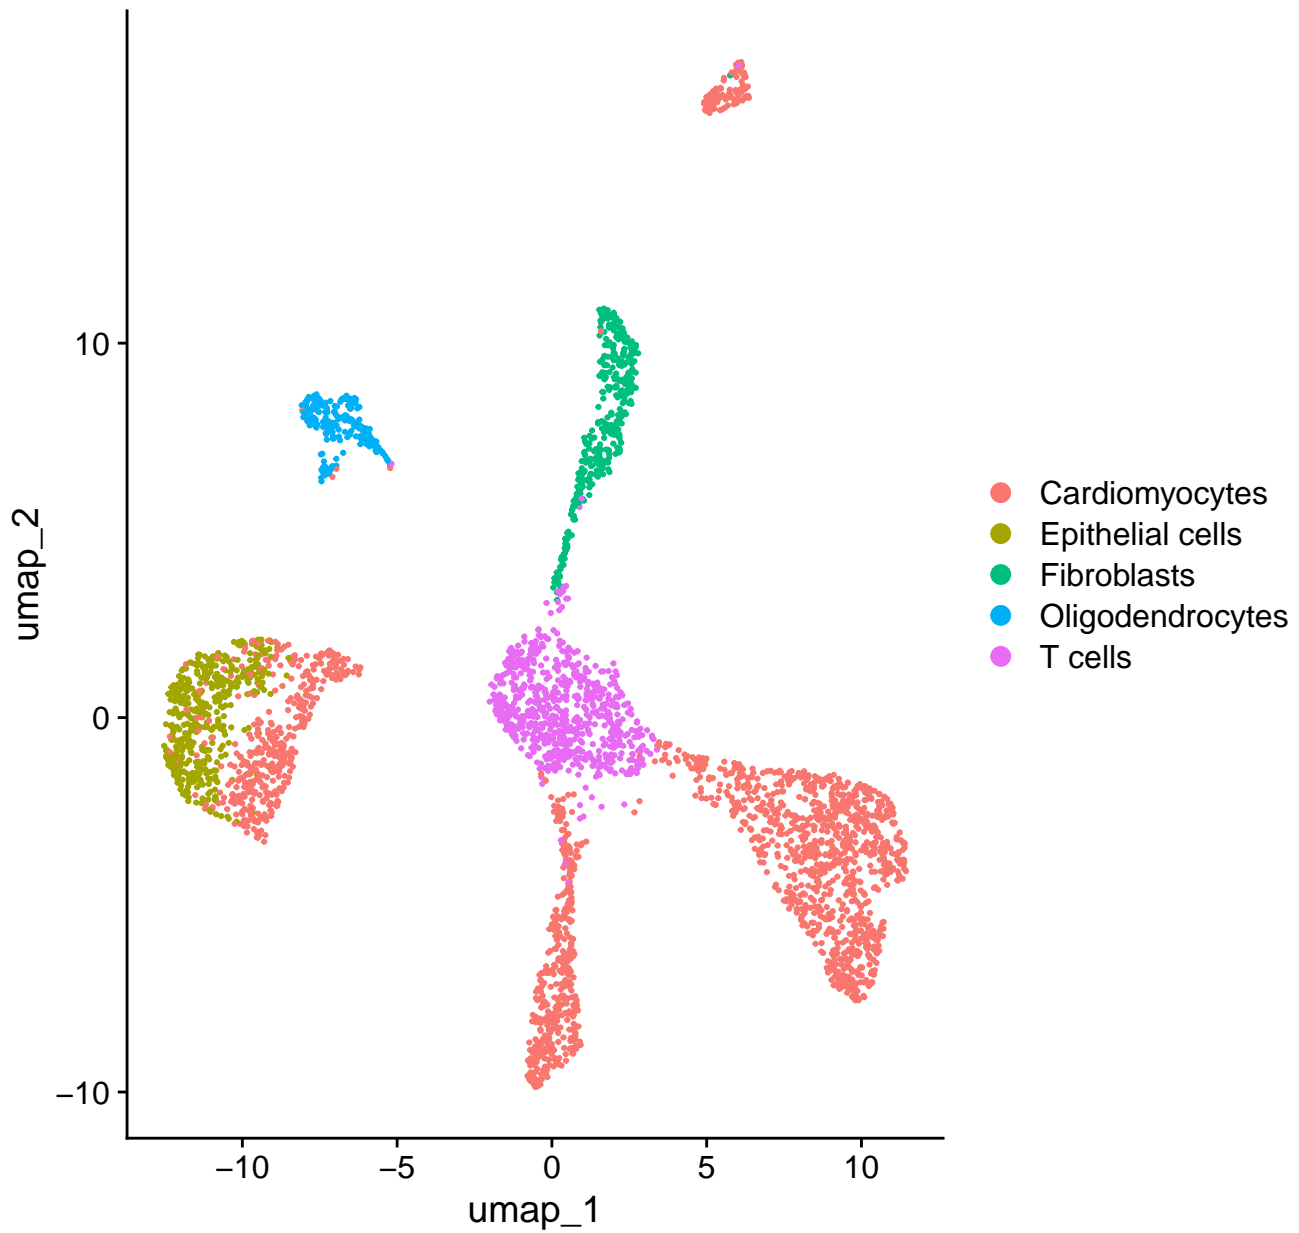 10
0
−10
umap_2
−10
−5
0
5
10
umap_1
Cardiomyocytes
Epithelial cells
Fibroblasts
Oligodendrocytes
T cells